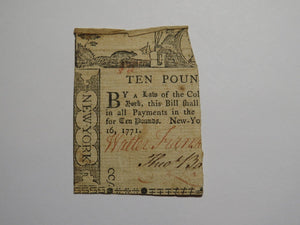 TEN POUN
BY A Law of the Col
York, this Bill shall
in all Payments in the
for Ten Pounds. New-Yo
16, 1771.
Walter
NEW-YORK